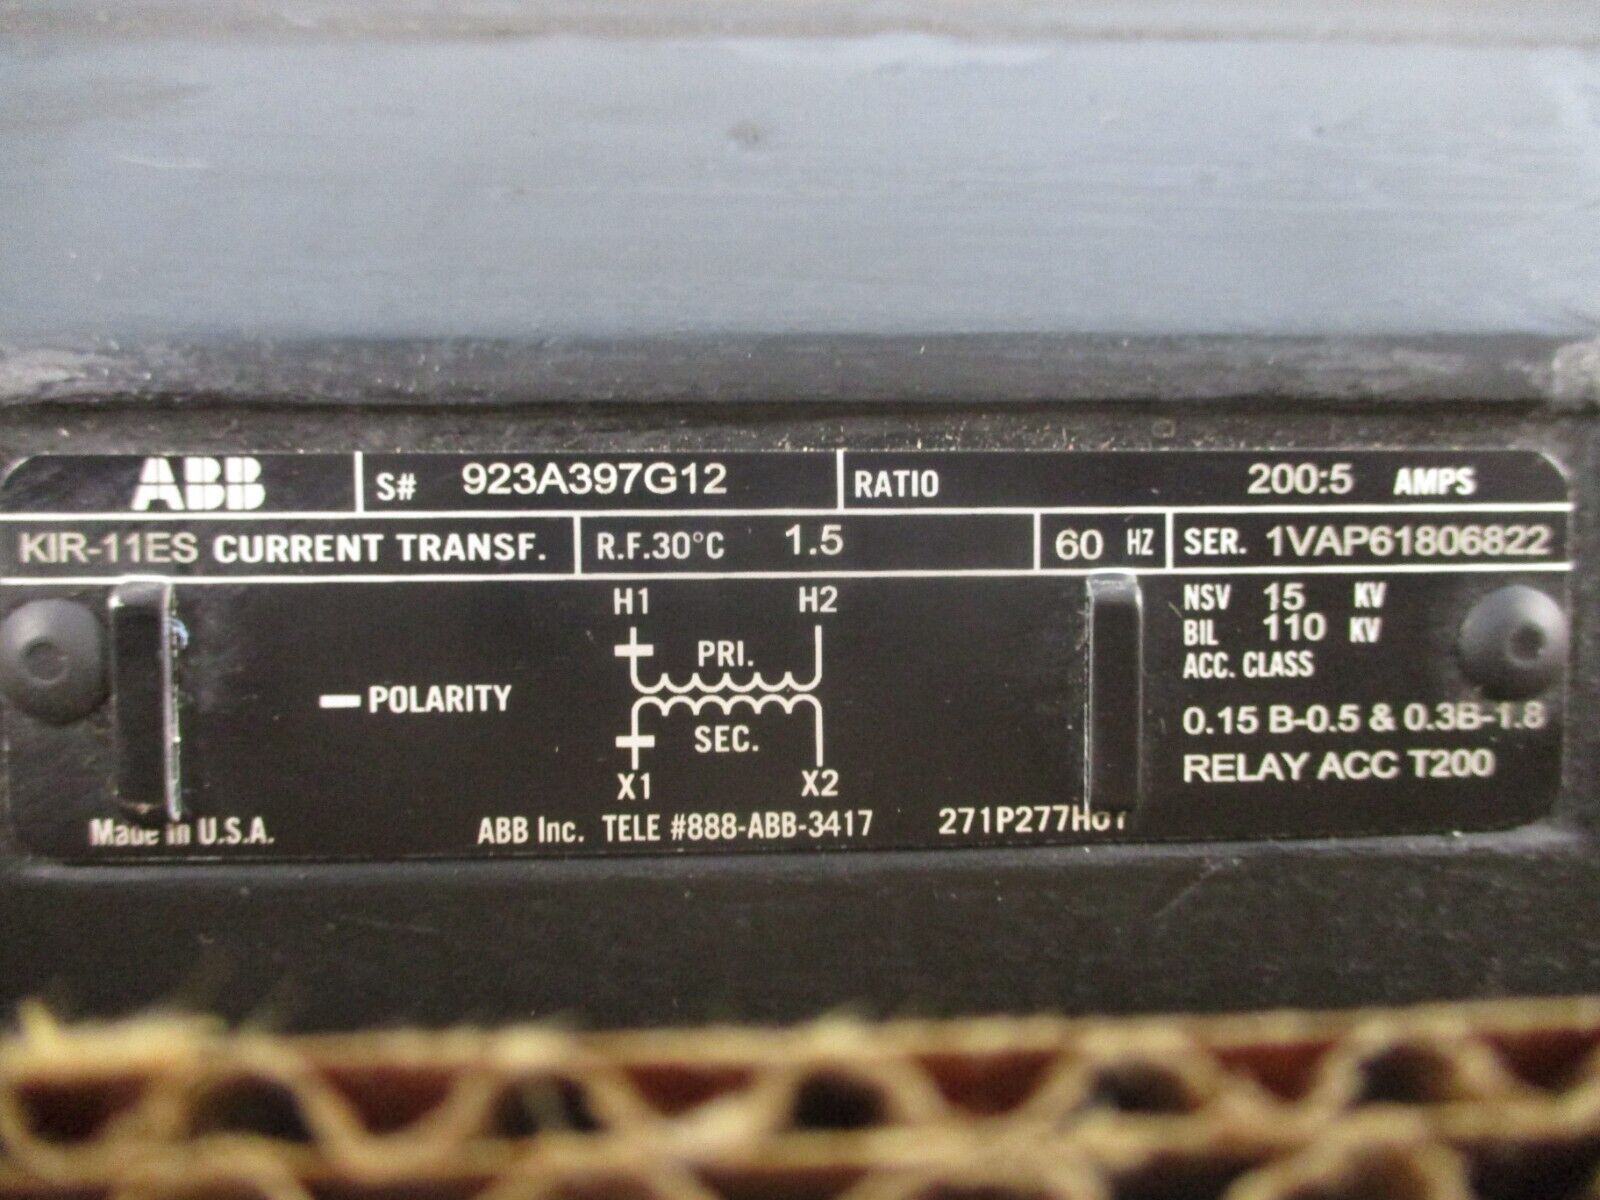 ABB S# 923A397G12 RATIO 200:5 AMPS
KIR-11ES CURRENT TRANSF. R.F.30°C 1.5 60 HZ SER. 1VAP61806822
H1 H2
NSV 15 KV
BIL 110 KV
ACC. CLASS
PRI.
POLARITY
SEC.
0.15 B-0.5 & 0.3B-1.8
RELAY ACC T200
X1 X2
Made in U.S.A. ABB Inc. TELE #888-ABB-3417